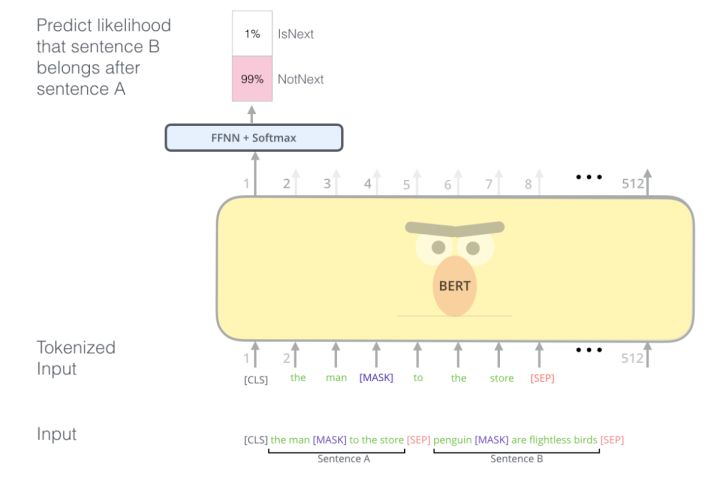 Predict likelihood
that sentence B
belongs after
sentence A
1% IsNext
99% NotNext
FFNN + Softmax
1 2 3 4 5 6 7 8 ••• 512
BERT
Tokenized
Input
1 2 ••• 512
[CLS] the man [MASK] to the store [SEP]
Input
[CLS] the man [MASK] to the store [SEP] penguin [MASK] are flightless birds [SEP]
Sentence A Sentence B